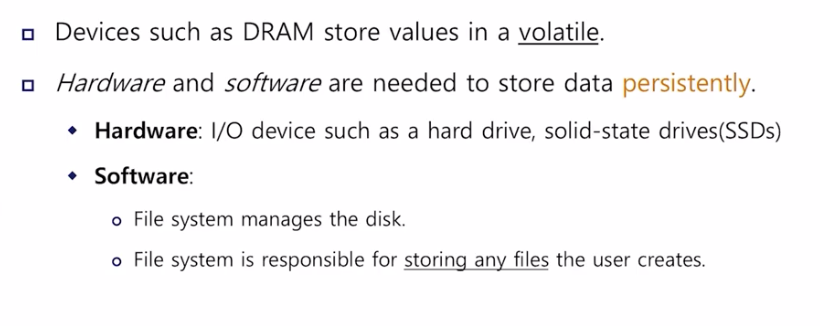 Devices such as DRAM store values in a volatile.
Hardware and software are needed to store data persistently.
Hardware: I/O device such as a hard drive, solid-state drives(SSDs)
Software:
File system manages the disk.
File system is responsible for storing any files the user creates.